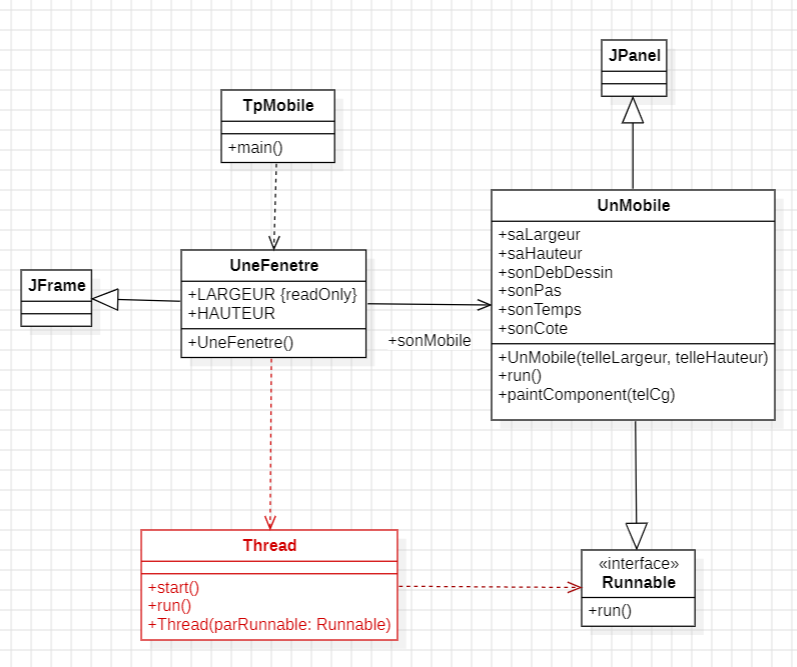 JPanel
TpMobile
+main()
UnMobile
+saLargeur
+saHauteur
+sonDebDessin
+sonPas
+sonTemps
+sonCote
+UnMobile(telleLargeur, telleHauteur)
+run()
+paintComponent(telCg)
UneFenetre
+LARGEUR {readOnly}
+HAUTEUR
+UneFenetre()
JFrame
+sonMobile
Thread
+start()
+run()
+Thread(parRunnable: Runnable)
«interface»
Runnable
+run()